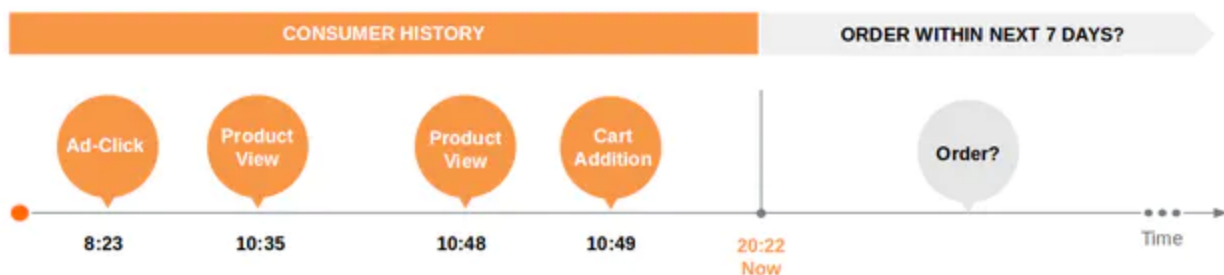 CONSUMER HISTORY
ORDER WITHIN NEXT 7 DAYS?
Ad-Click
Product
View
Product
View
Cart
Addition
Order?
8:23
10:35
10:48
10:49
20:22
Now
Time